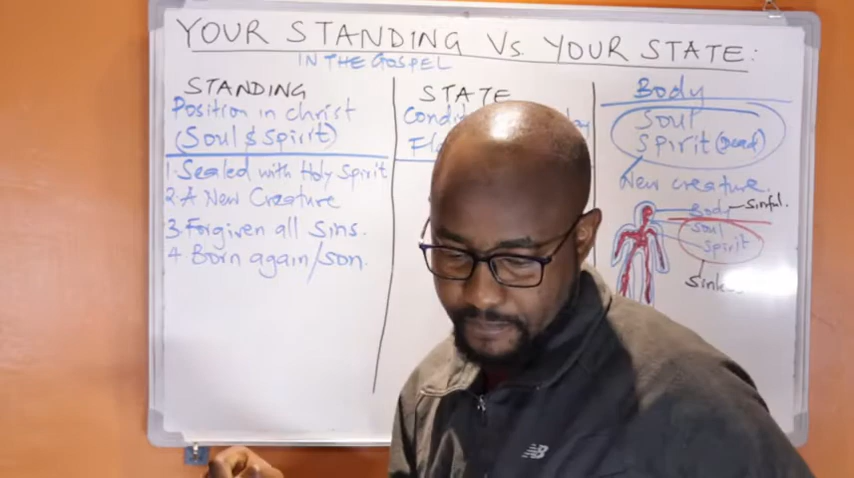 YOUR STANDING Vs. YOUR STATE:
IN THE GOSPEL
STANDING
Position in Christ
(Soul & Spirit)
1. Sealed with Holy Spirit
2. A New Creature
3. Forgiven all Sins.
4 Born again/son.
STATE
Body
Soul
Spirit (dead)
New creature.
Body
Sinful.
Soul
Spirit
NB